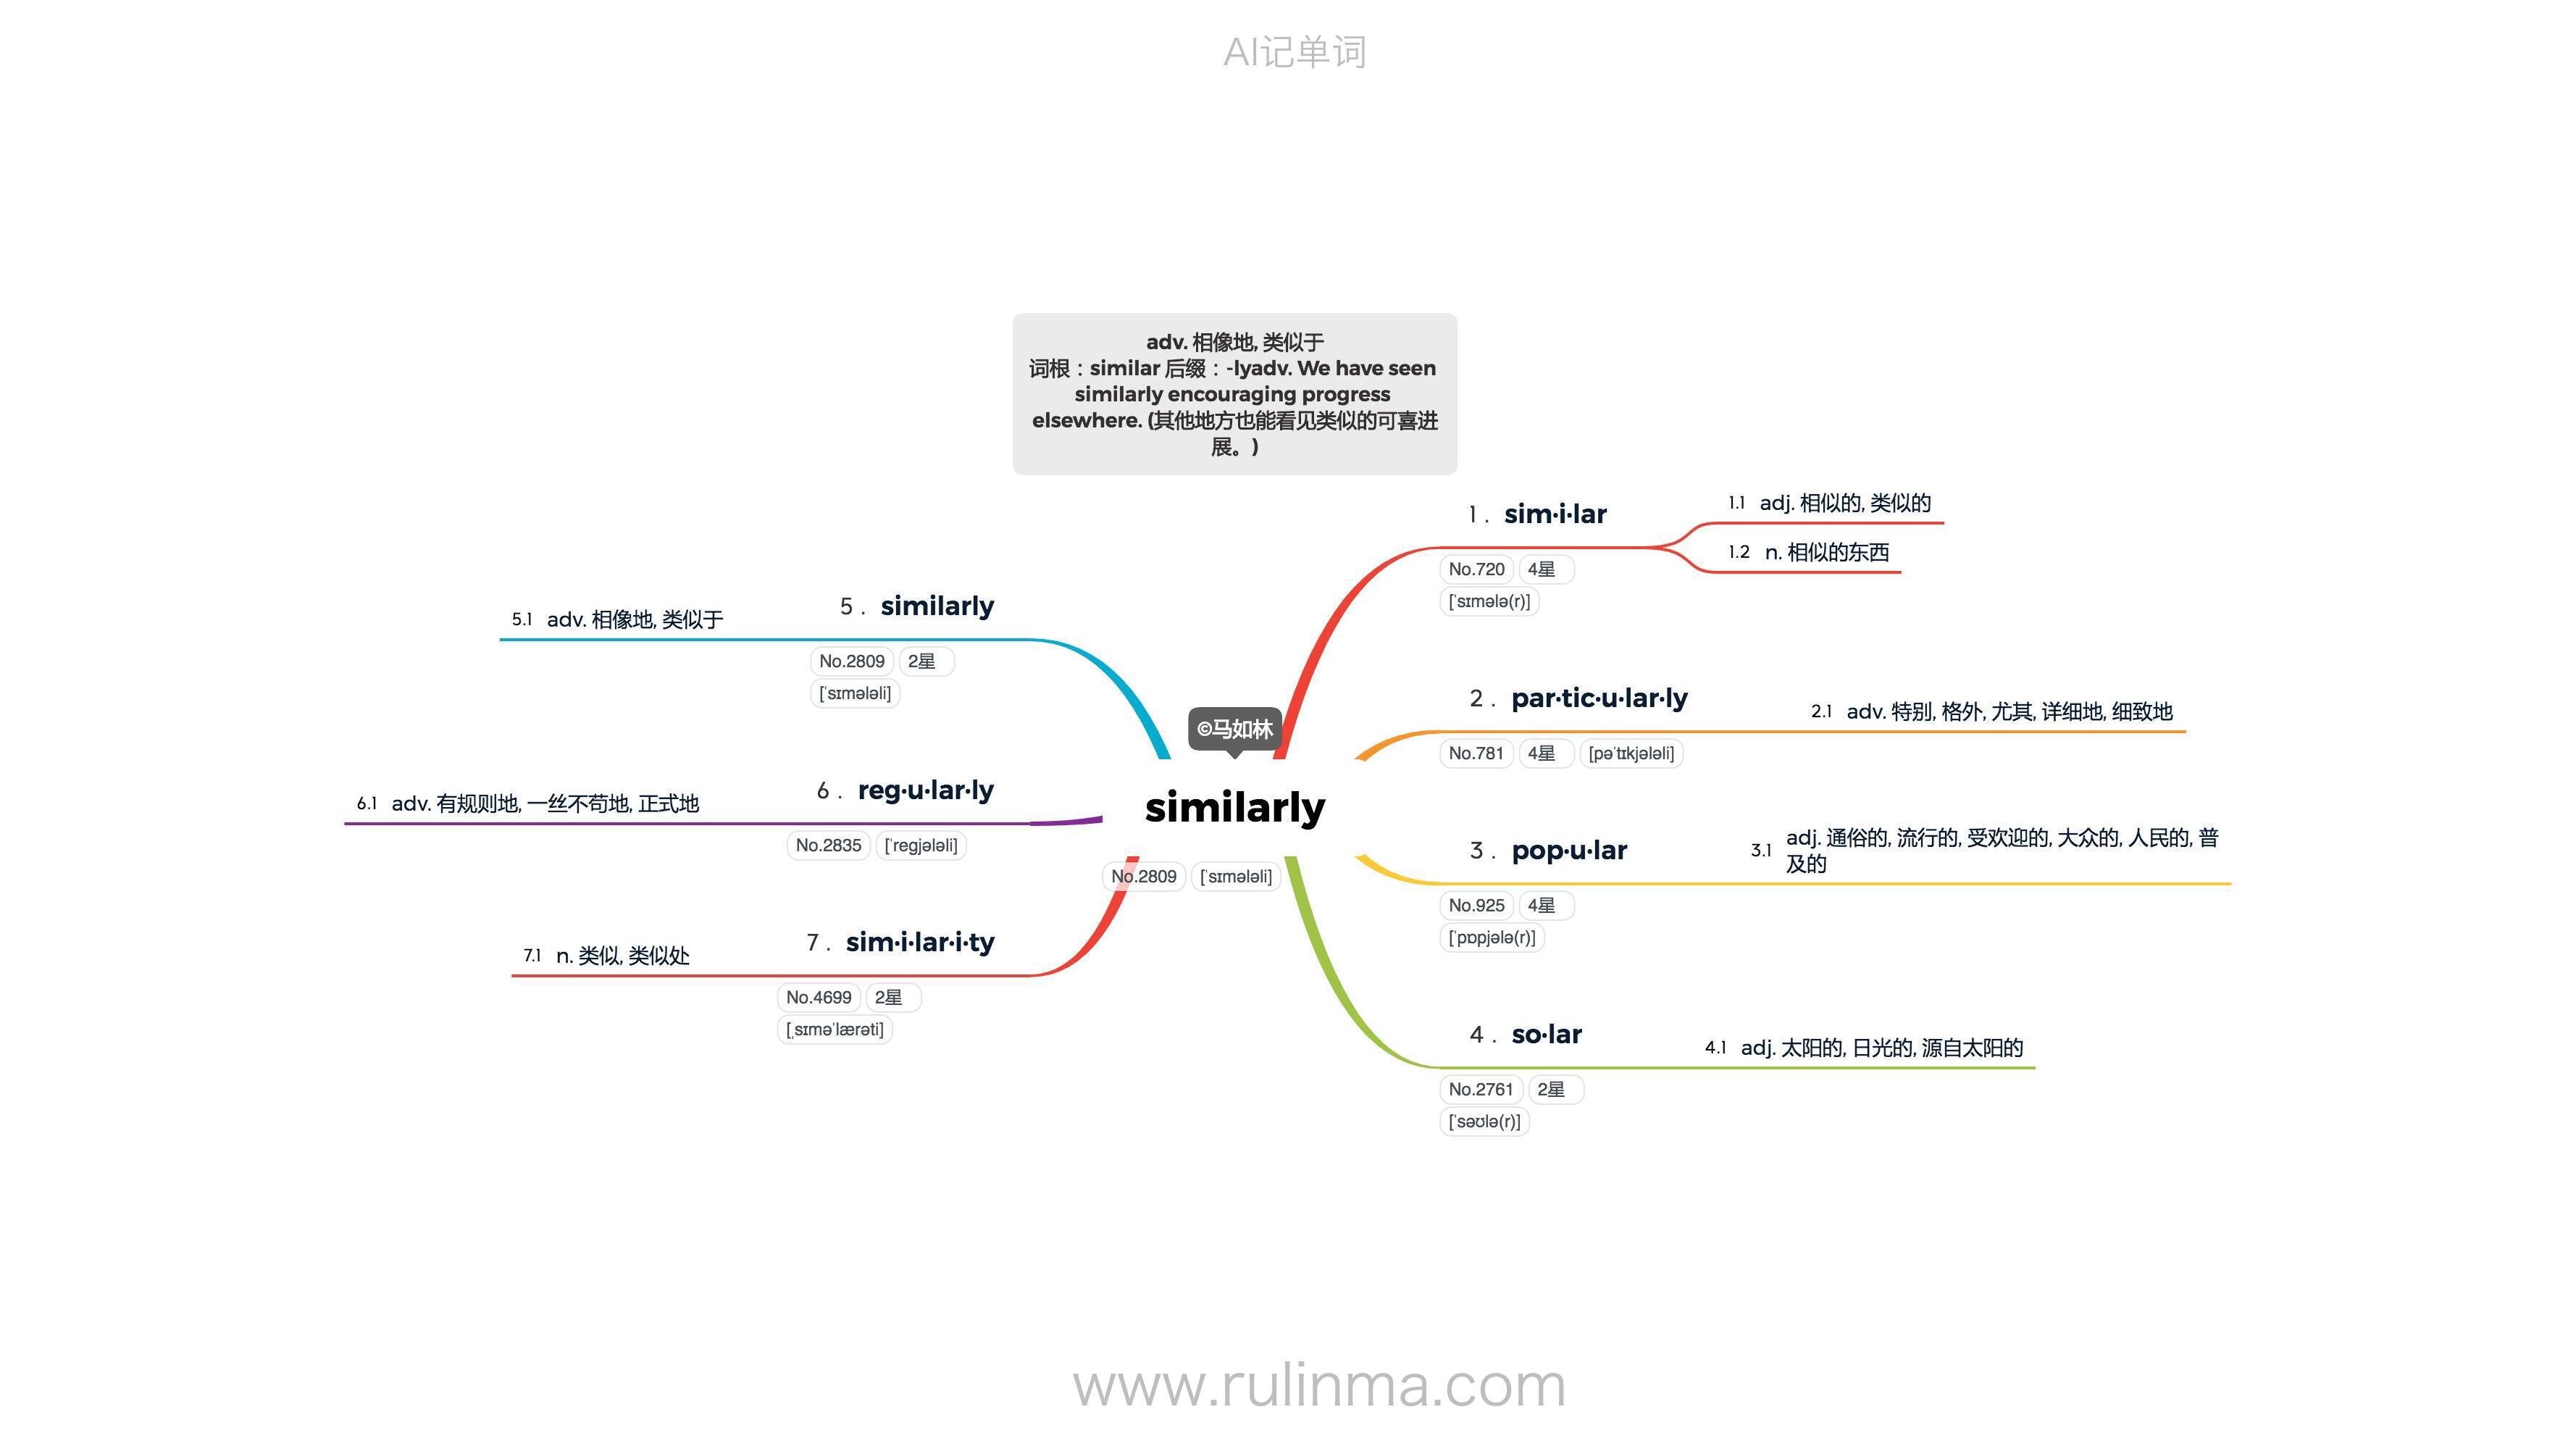 AI记单词
adv. 相像地, 类似于
词根：similar 后缀：-lyadv. We have seen
similarly encouraging progress
elsewhere. (其他地方也能看见类似的可喜进
展。)
©马如林
similarly
No.2809 ['sɪmələli]
1 . sim·i·lar
No.720 4星
['sɪmələ(r)]
1.1 adj. 相似的, 类似的
1.2 n. 相似的东西
2 . par·tic·u·lar·ly
No.781 4星 [pə'tɪkjələli]
2.1 adv. 特别, 格外, 尤其, 详细地, 细致地
3 . pop·u·lar
No.925 4星
['pɒpjələ(r)]
3.1 adj. 通俗的, 流行的, 受欢迎的, 大众的, 人民的, 普
及的
4 . so·lar
No.2761 2星
['səʊlə(r)]
4.1 adj. 太阳的, 日光的, 源自太阳的
5 . similarly
No.2809 2星
['sɪmələli]
5.1 adv. 相像地, 类似于
6 . reg·u·lar·ly
No.2835 ['reɡjələli]
6.1 adv. 有规则地, 一丝不苟地, 正式地
7 . sim·i·lar·i·ty
No.4699 2星
[ˌsɪmə'lærəti]
7.1 n. 类似, 类似处
www.rulinma.com